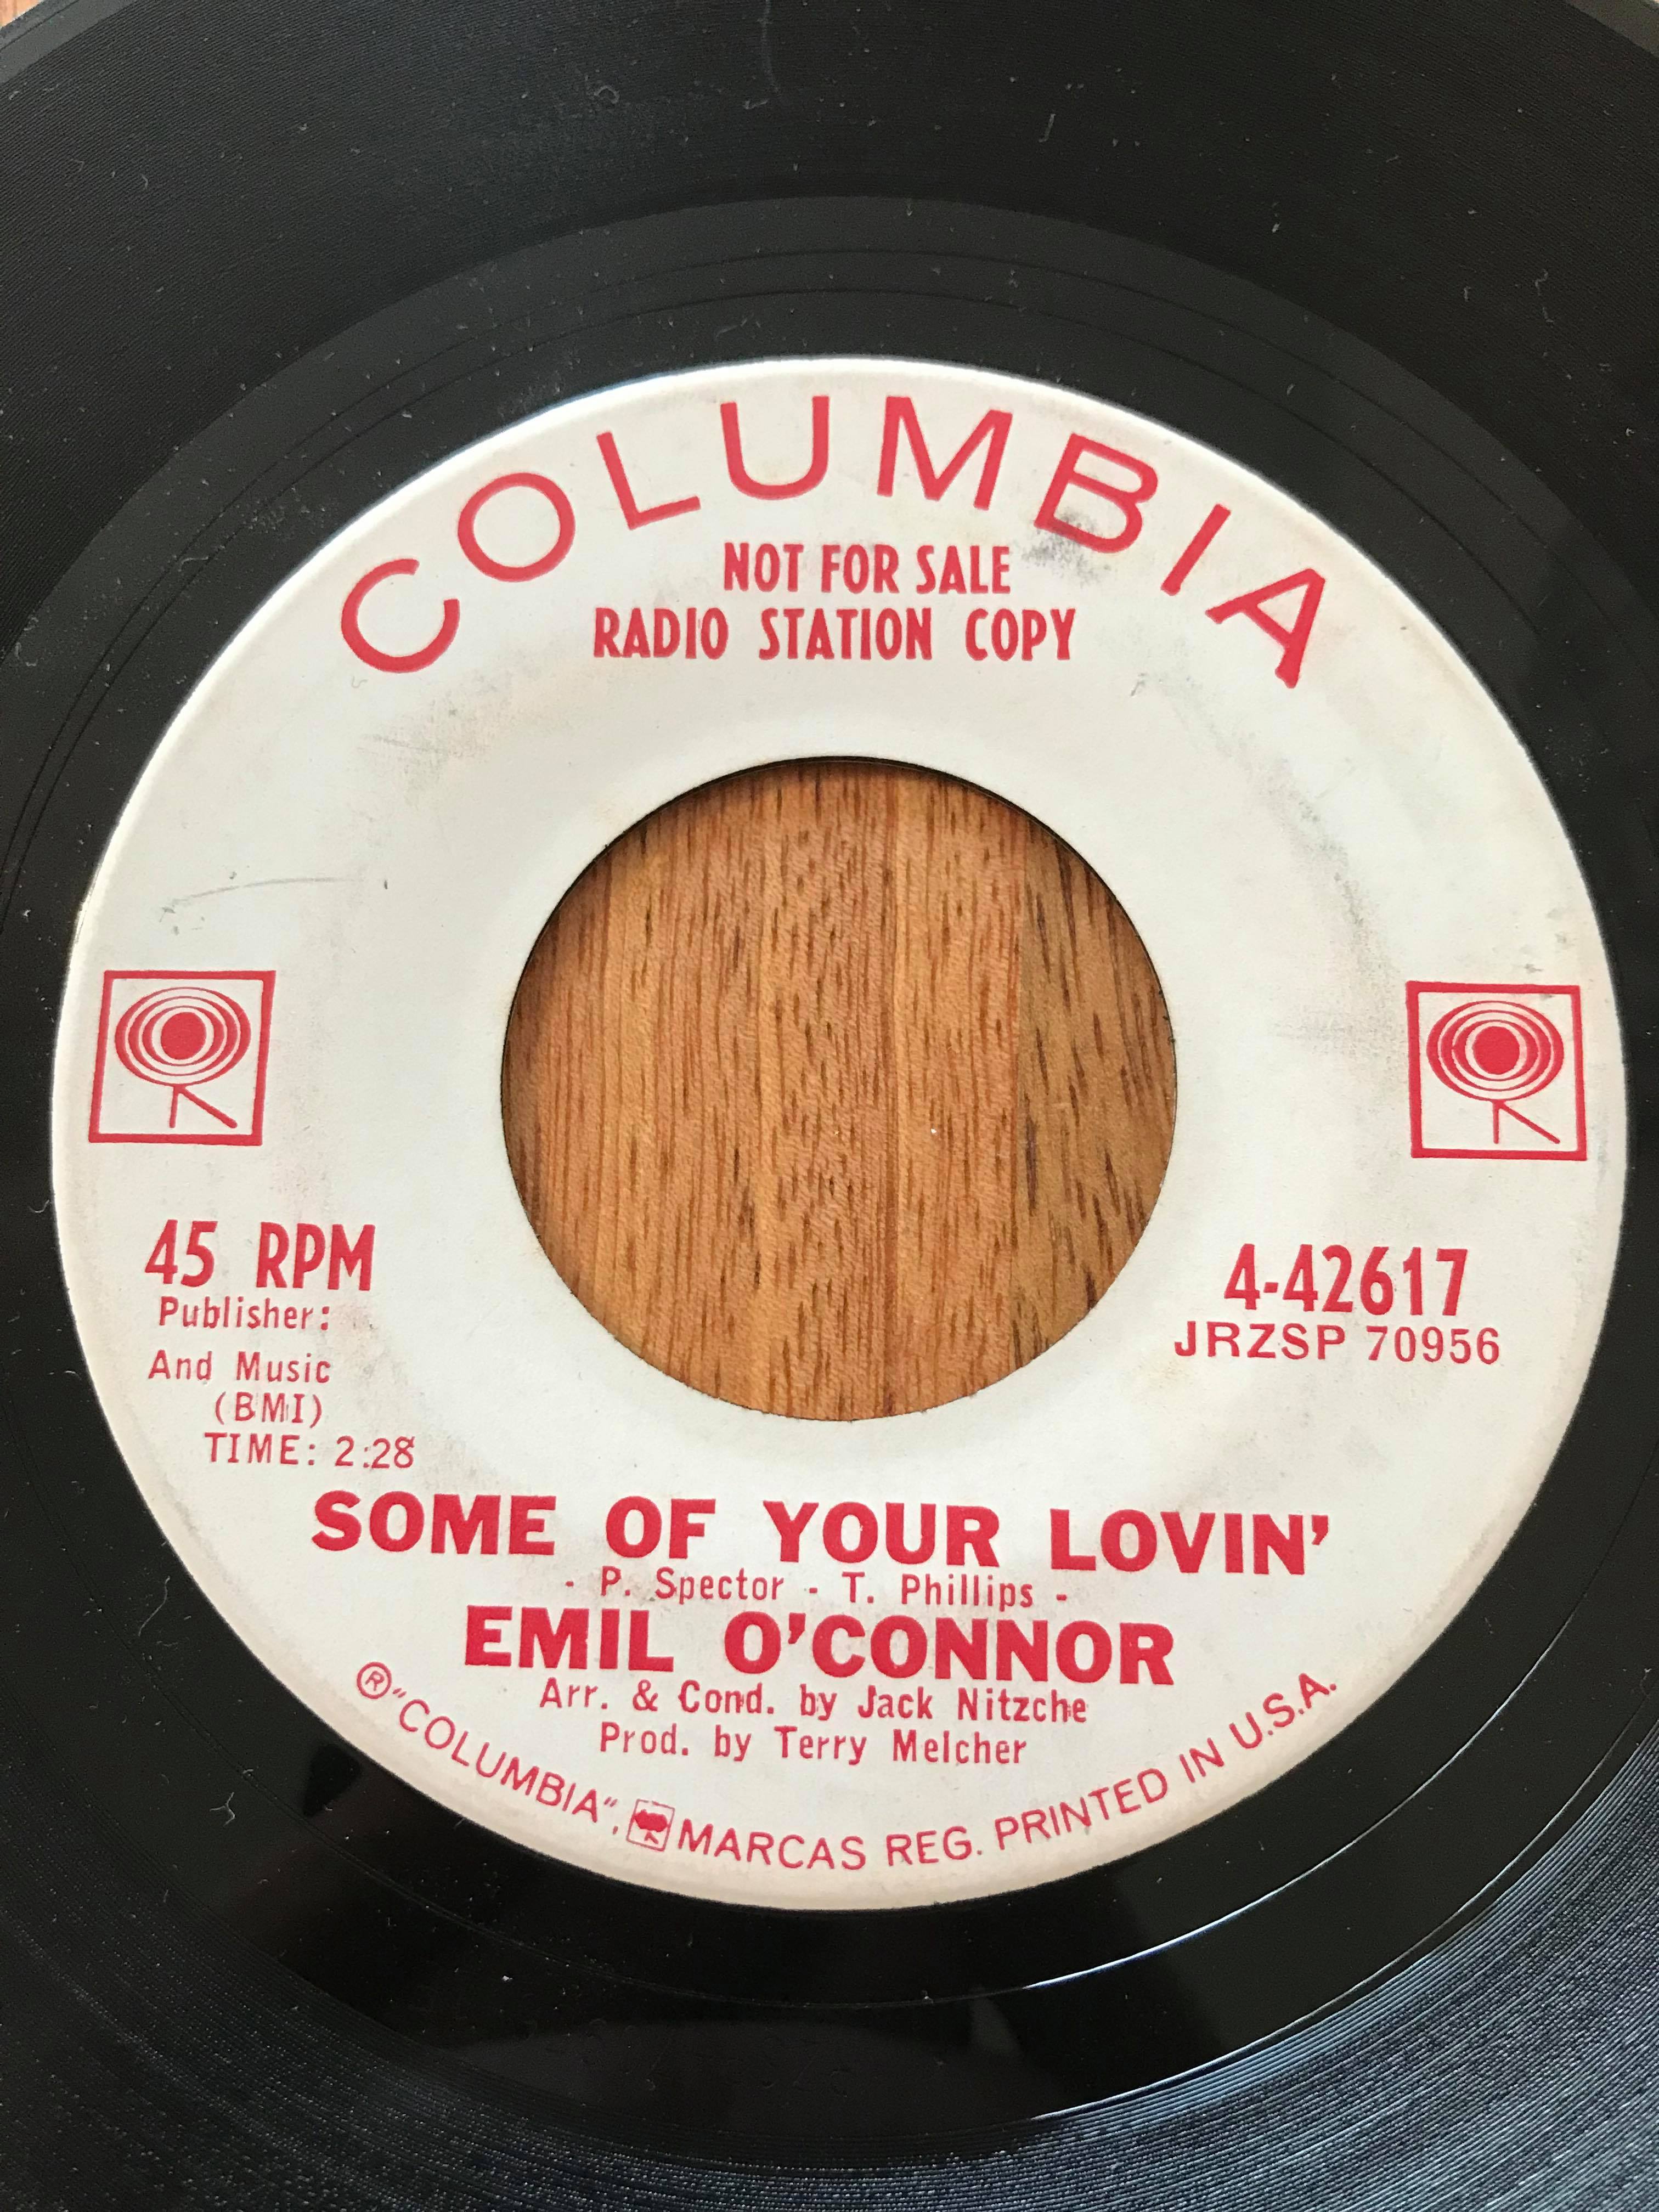 COLUMBIA
NOT FOR SALE
RADIO STATION COPY
45 RPM
Publisher:
And Music
(BMI)
TIME: 2:28
4-42617
JRZSP 70956
SOME OF YOUR LOVIN'
- P. Spector - T. Phillips -
EMIL O'CONNOR
Arr. & Cond. by Jack Nitzche
Prod. by Terry Melcher
® "COLUMBIA", MARCAS REG. PRINTED IN U.S.A.